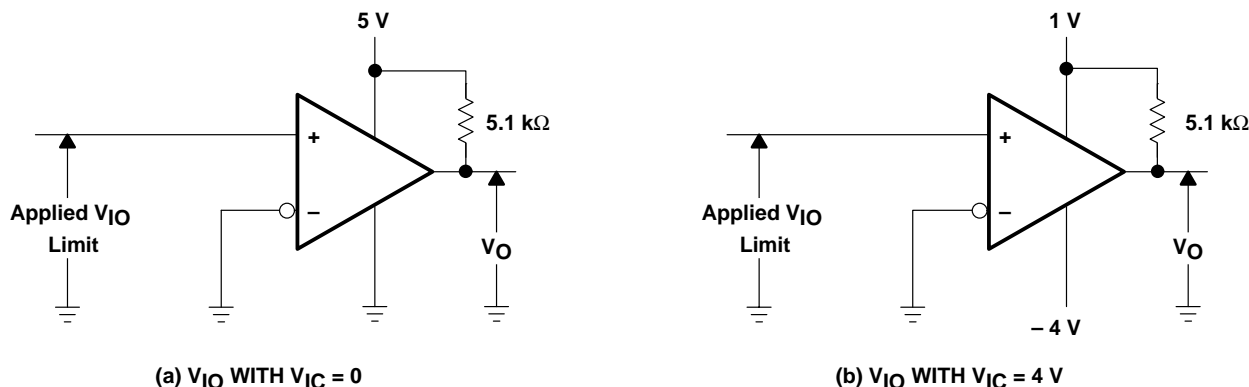 5 V
5.1 kΩ
+
−
Applied VIO
Limit
VO
(a) VIO WITH VIC = 0
1 V
5.1 kΩ
+
−
Applied VIO
Limit
VO
– 4 V
(b) VIO WITH VIC = 4 V